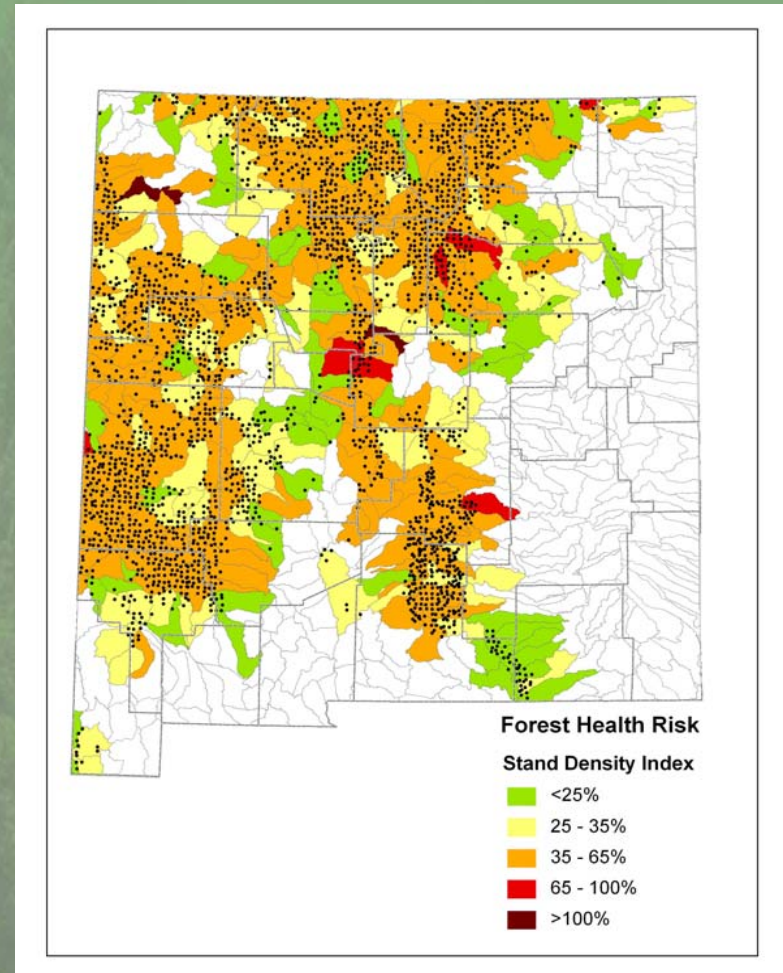 Forest Health Risk
Stand Density Index
<25%
25 - 35%
35 - 65%
65 - 100%
>100%